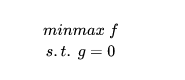 minmax f
s.t. g = 0